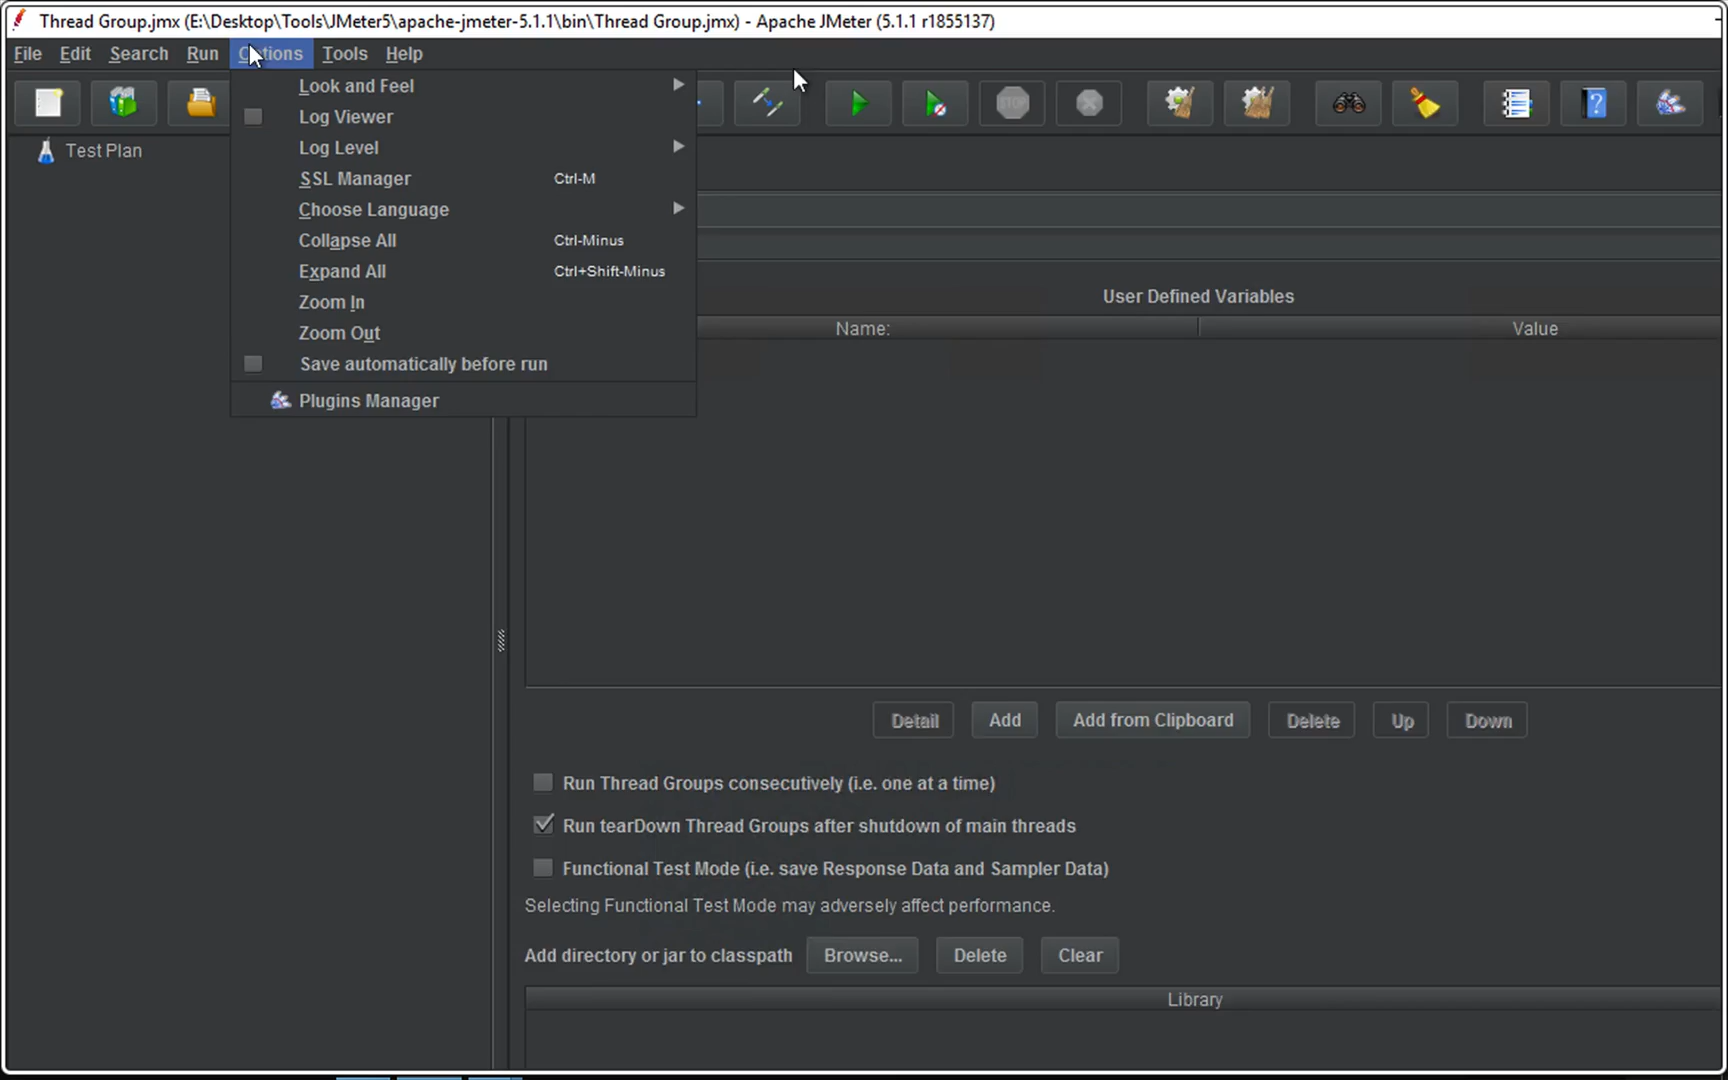 Thread Group.jmx (E:\Desktop\Tools\JMeter5\apache-jmeter-5.1.1\bin\Thread Group.jmx) - Apache JMeter (5.1.1 r1855137)
File Edit Search Run Options Tools Help
STOP
Test Plan
Look and Feel
Log Viewer
Log Level
SSL Manager Ctrl-M
Choose Language
Collapse All Ctrl-Minus
Expand All Ctrl+Shift-Minus
Zoom In
Zoom Out
Save automatically before run
Plugins Manager
User Defined Variables
Name: Value
Detail Add Add from Clipboard Delete Up Down
Run Thread Groups consecutively (i.e. one at a time)
Run tearDown Thread Groups after shutdown of main threads
Functional Test Mode (i.e. save Response Data and Sampler Data)
Selecting Functional Test Mode may adversely affect performance.
Add directory or jar to classpath Browse... Delete Clear
Library